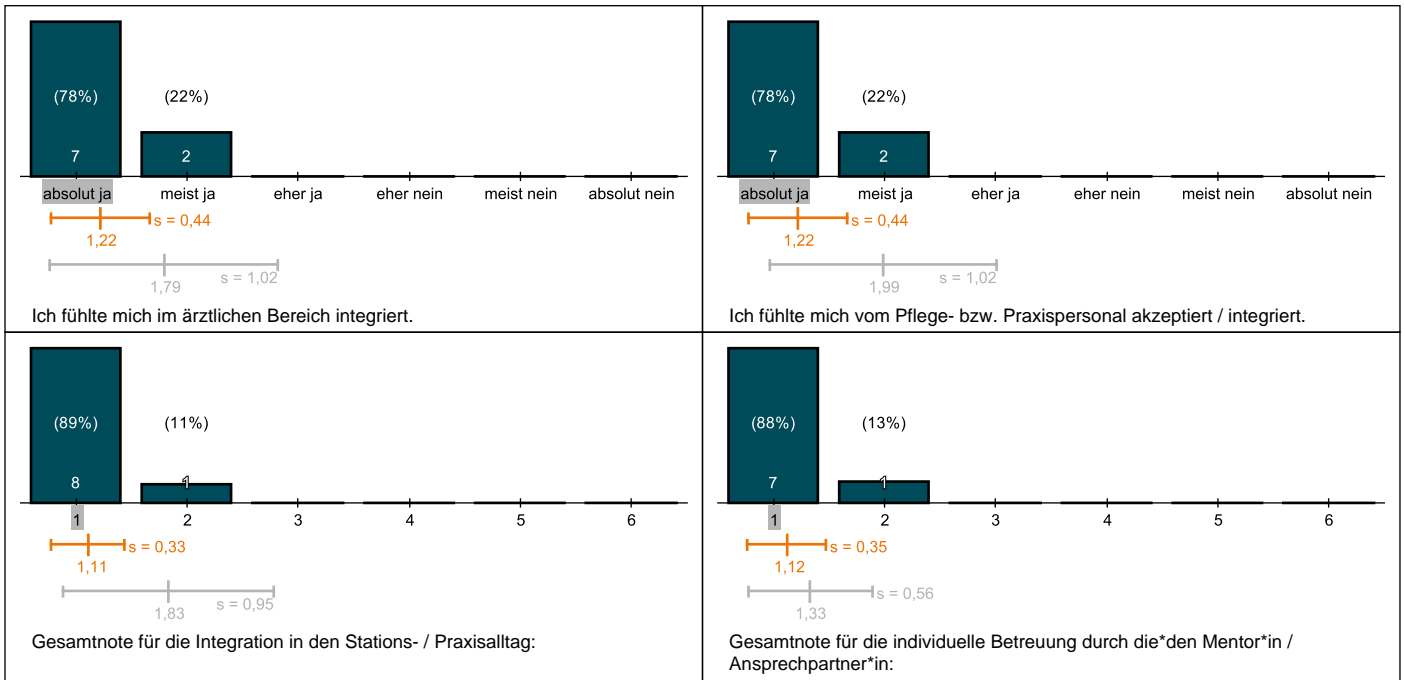 (78%) (22%)
7 2
absolut ja meist ja eher ja eher nein meist nein absolut nein
s = 0,44
1,22
s = 1,02
1,79
Ich fühlte mich im ärztlichen Bereich integriert.
(78%) (22%)
7 2
absolut ja meist ja eher ja eher nein meist nein absolut nein
s = 0,44
1,22
s = 1,02
1,99
Ich fühlte mich vom Pflege- bzw. Praxispersonal akzeptiert / integriert.
(89%) (11%)
8 1
1 2 3 4 5 6
s = 0,33
1,11
s = 0,95
1,83
Gesamtnote für die Integration in den Stations- / Praxisalltag:
(88%) (13%)
7 1
1 2 3 4 5 6
s = 0,35
1,12
s = 0,56
1,33
Gesamtnote für die individuelle Betreuung durch die*den Mentor*in /
Ansprechpartner*in: